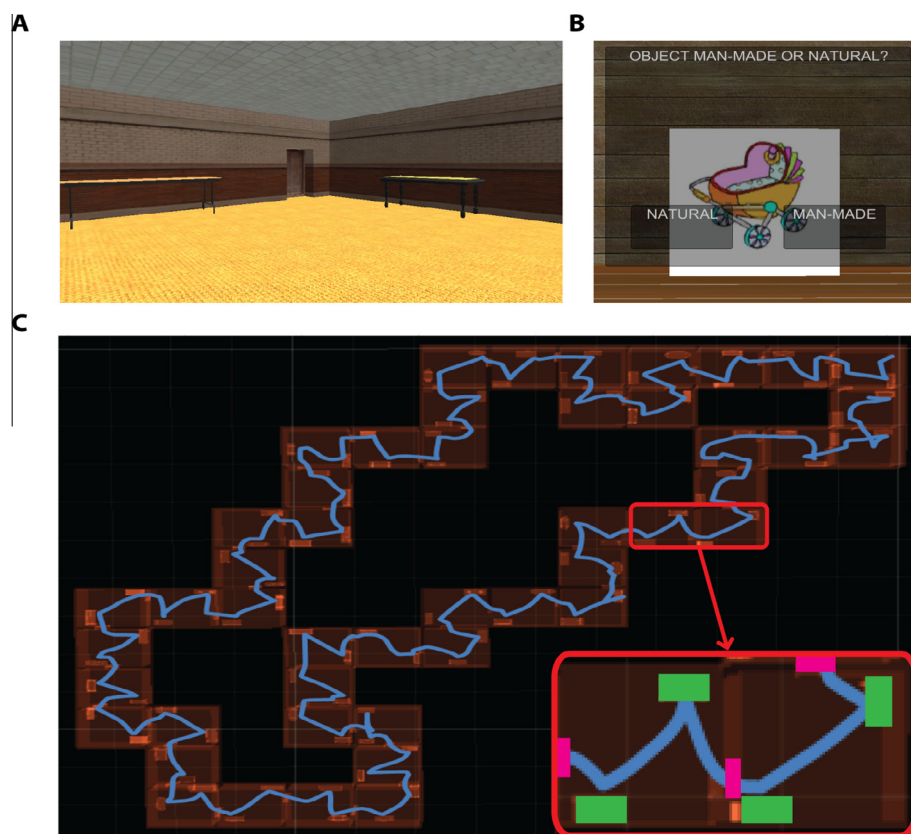 A
B
OBJECT MAN-MADE OR NATURAL?
NATURAL
MAN-MADE
C